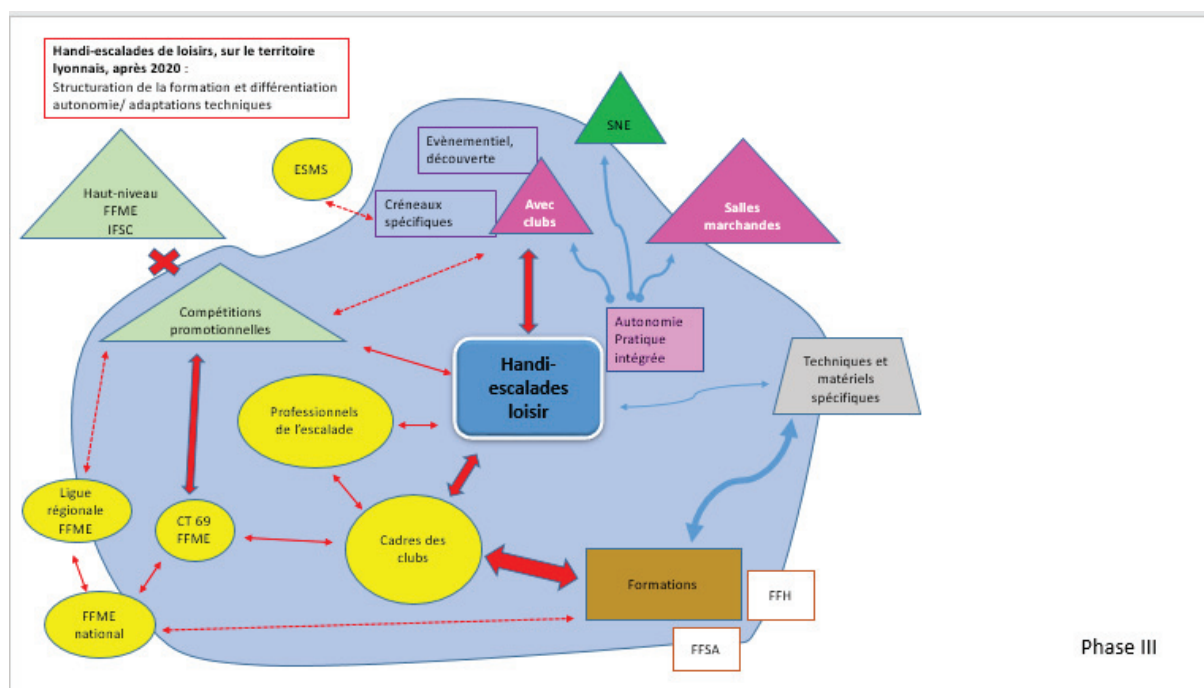 Handi-escalades de loisirs, sur le territoire
lyonnais, après 2020 :
Structuration de la formation et différentiation
autonomie/ adaptations techniques
SNE
Evènementiel,
découverte
ESMS
Haut-niveau
FFME
IFSC
Créneaux
spécifiques
Avec
clubs
Salles
marchandes
Compétitions
promotionnelles
Autonomie
Pratique
intégrée
Handi-
escalades
loisir
Techniques et
matériels
spécifiques
Professionnels
de l'escalade
Ligue
régionale
FFME
CT 69
FFME
Cadres des
clubs
Formations
FFH
FFME
national
FFSA
Phase III